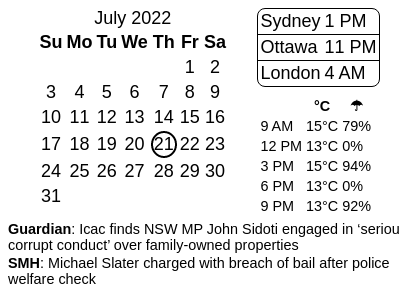 July 2022
Su Mo Tu We Th Fr Sa
1 2
3 4 5 6 7 8 9
10 11 12 13 14 15 16
17 18 19 20 21 22 23
24 25 26 27 28 29 30
31
Sydney 1 PM
Ottawa 11 PM
London 4 AM
°C ☂
9 AM 15°C 79%
12 PM 13°C 0%
3 PM 15°C 94%
6 PM 13°C 0%
9 PM 13°C 92%
Guardian: Icac finds NSW MP John Sidoti engaged in ‘seriou
corrupt conduct’ over family-owned properties
SMH: Michael Slater charged with breach of bail after police
welfare check